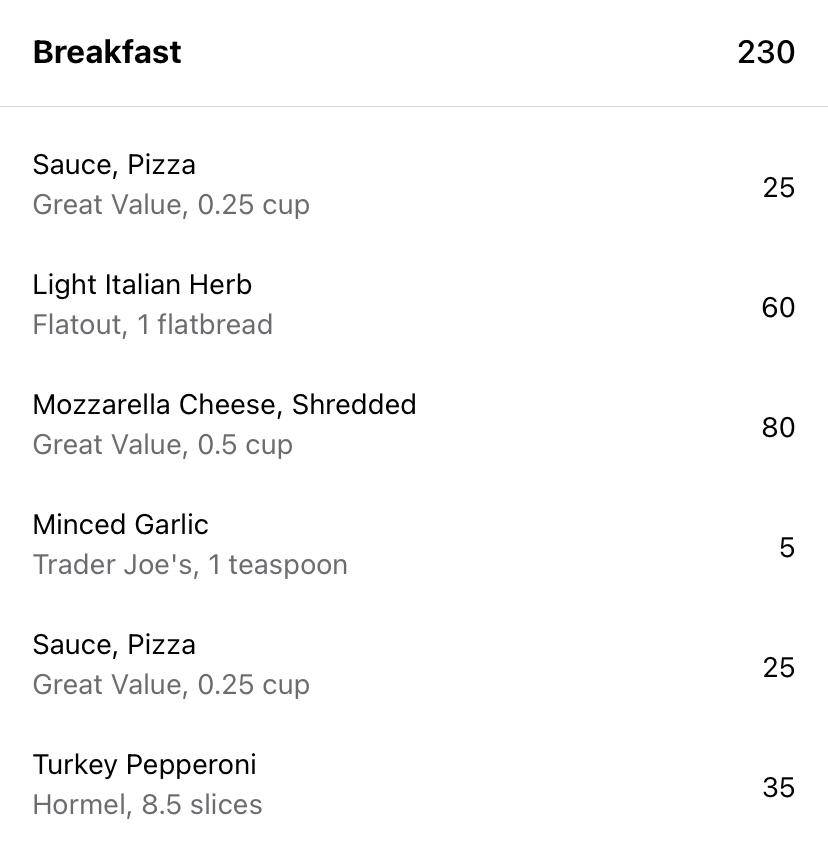 Breakfast 230
Sauce, Pizza
Great Value, 0.25 cup
25
Light Italian Herb
Flatout, 1 flatbread
60
Mozzarella Cheese, Shredded
Great Value, 0.5 cup
80
Minced Garlic
Trader Joe's, 1 teaspoon
5
Sauce, Pizza
Great Value, 0.25 cup
25
Turkey Pepperoni
Hormel, 8.5 slices
35